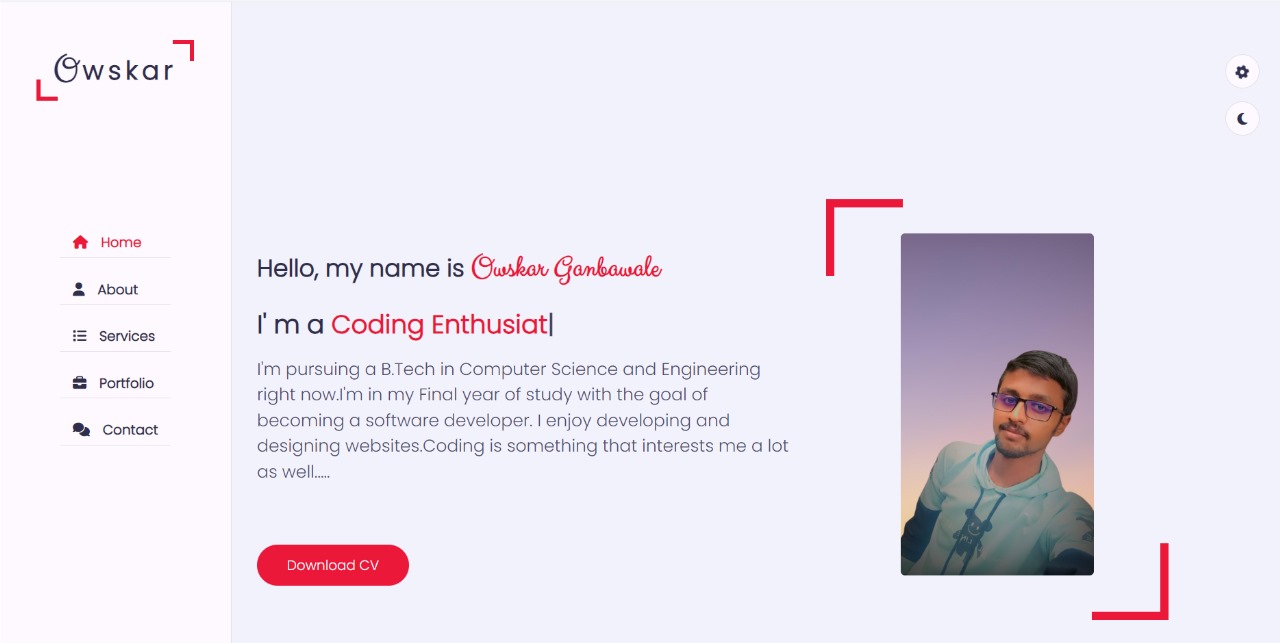 Owskar
Home
About
Services
Portfolio
Contact
Hello, my name is Owskar Ganbawale
I' m a Coding Enthusiat|
I'm pursuing a B.Tech in Computer Science and Engineering
right now.I'm in my Final year of study with the goal of
becoming a software developer. I enjoy developing and
designing websites.Coding is something that interests me a lot
as well.....
Download CV